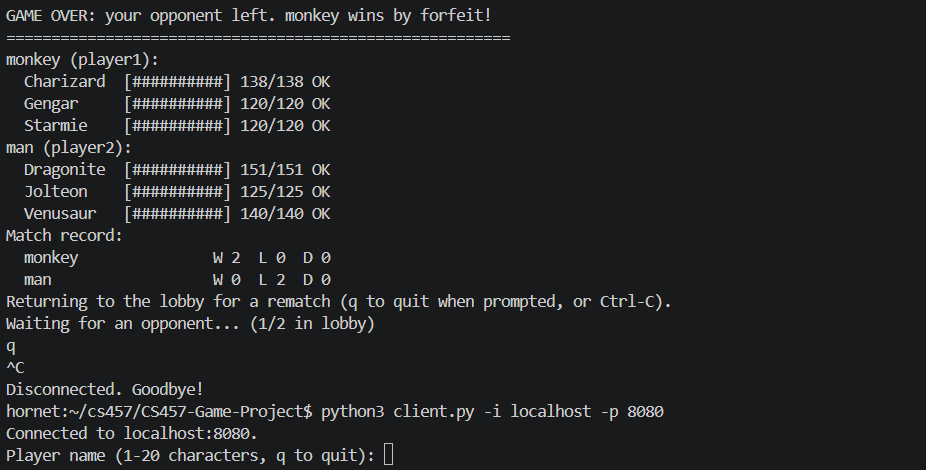 GAME OVER: your opponent left. monkey wins by forfeit!
========================================================
monkey (player1):
  Charizard  [##########] 138/138 OK
  Gengar     [##########] 120/120 OK
  Starmie    [##########] 120/120 OK
man (player2):
  Dragonite  [##########] 151/151 OK
  Jolteon    [##########] 125/125 OK
  Venusaur   [##########] 140/140 OK
Match record:
  monkey               W 2  L 0  D 0
  man                  W 0  L 2  D 0
Returning to the lobby for a rematch (q to quit when prompted, or Ctrl-C).
Waiting for an opponent... (1/2 in lobby)
q
^C
Disconnected. Goodbye!
hornet:~/cs457/CS457-Game-Project$ python3 client.py -i localhost -p 8080
Connected to localhost:8080.
Player name (1-20 characters, q to quit):